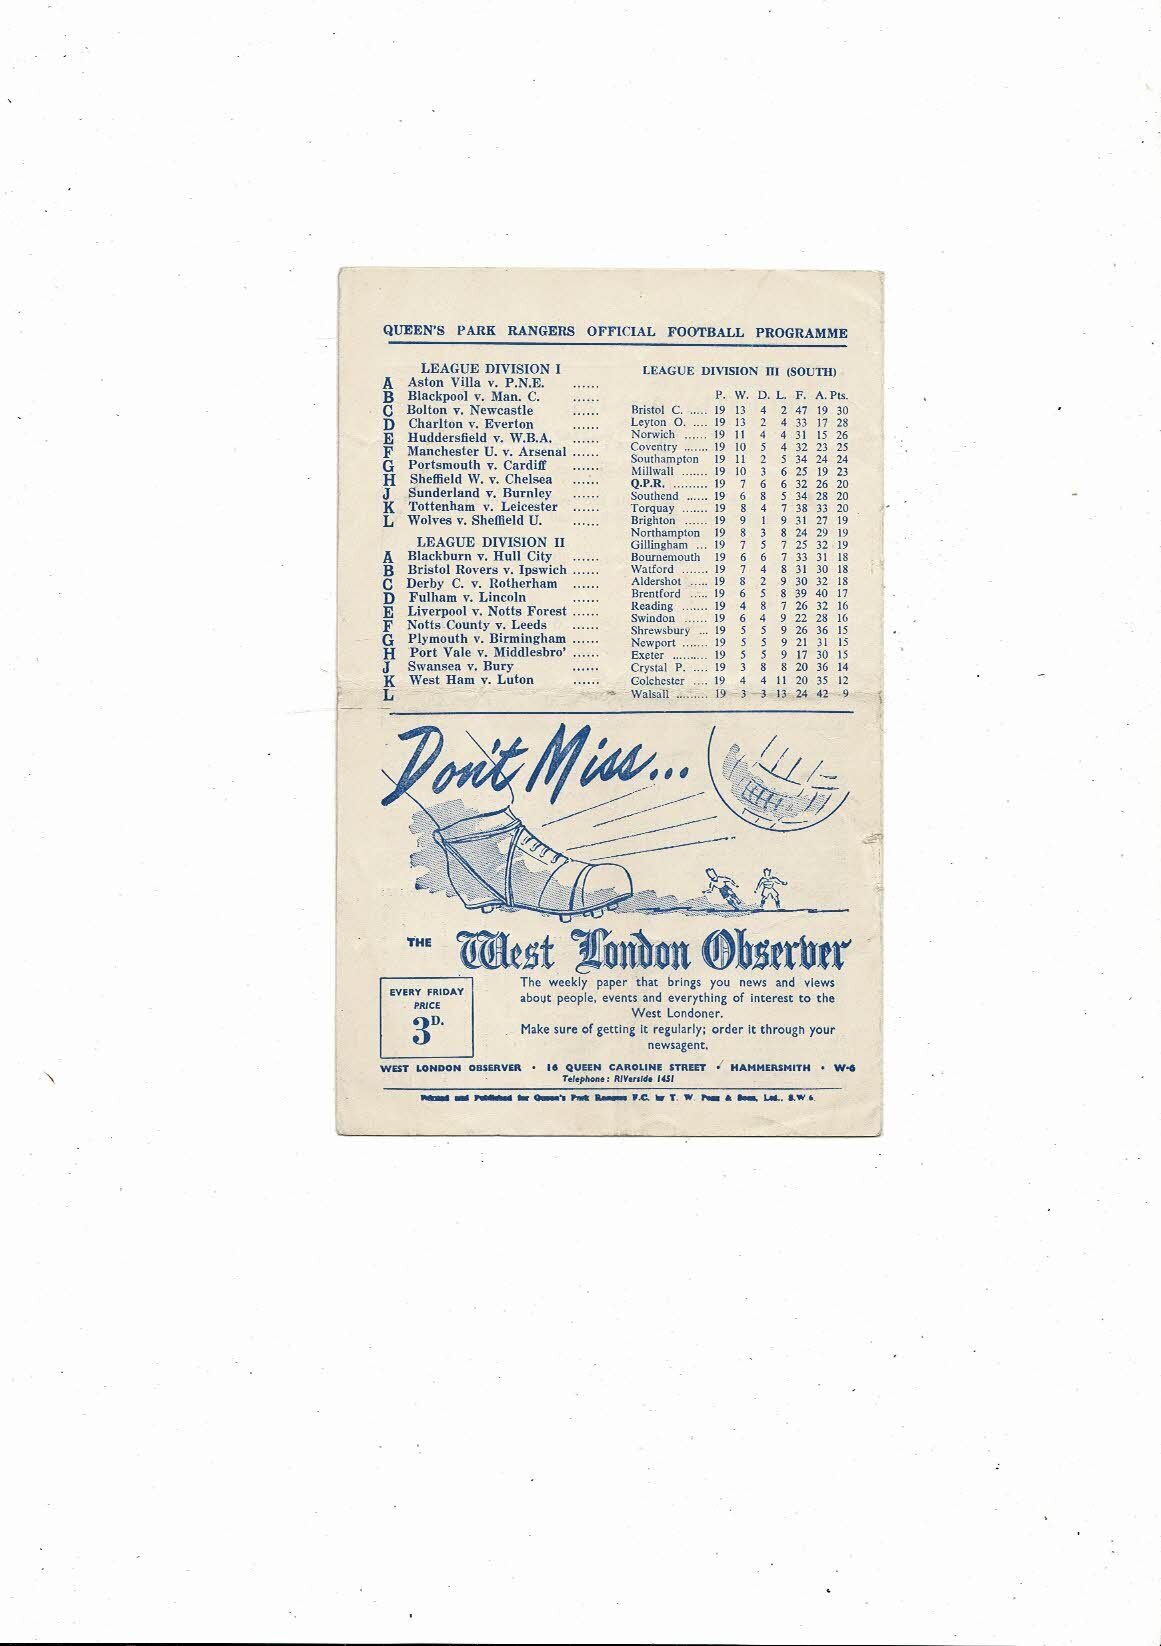 QUEEN'S PARK RANGERS OFFICIAL FOOTBALL PROGRAMME
LEAGUE DIVISION I
A Aston Villa v. P.N.E. ......
B Blackpool v. Man. C. ......
C Bolton v. Newcastle ......
D Charlton v. Everton ......
E Huddersfield v. W.B.A. ......
F Manchester U. v. Arsenal ......
G Portsmouth v. Cardiff ......
H Sheffield W. v. Chelsea ......
J Sunderland v. Burnley ......
K Tottenham v. Leicester ......
L Wolves v. Sheffield U. ......
LEAGUE DIVISION II
A Blackburn v. Hull City ......
B Bristol Rovers v. Ipswich ......
C Derby C. v. Rotherham ......
D Fulham v. Lincoln ......
E Liverpool v. Notts Forest ......
F Notts County v. Leeds ......
G Plymouth v. Birmingham ......
H Port Vale v. Middlesbro' ......
J Swansea v. Bury ......
K West Ham v. Luton ......
L
LEAGUE DIVISION III (SOUTH)
P. W. D. L. F. A. Pts.
Bristol C. ..... 19 13 4 2 47 19 30
Leyton O. .... 19 13 2 4 33 17 28
Norwich ...... 19 11 4 4 31 15 26
Coventry ....... 19 10 5 4 32 23 25
Southampton 19 11 2 5 34 24 24
Millwall ....... 19 10 3 6 25 19 23
Q.P.R. ......... 19 7 6 6 32 26 20
Southend ...... 19 6 8 5 34 28 20
Torquay ....... 19 8 4 7 38 33 20
Brighton ...... 19 9 1 9 31 27 19
Northampton 19 8 3 8 24 29 19
Gillingham ... 19 7 5 7 25 32 19
Bournemouth 19 6 6 7 33 31 18
Watford ....... 19 7 4 8 31 30 18
Aldershot ..... 19 8 2 9 30 32 18
Brentford ..... 19 6 5 8 39 40 17
Reading ....... 19 4 8 7 26 32 16
Swindon ...... 19 6 4 9 22 28 16
Shrewsbury ... 19 5 5 9 26 36 15
Newport ....... 19 5 5 9 21 31 15
Exeter .......... 19 5 5 9 17 30 15
Crystal P. .... 19 3 8 8 20 36 14
Colchester .... 19 4 4 11 20 35 12
Walsall ......... 19 3 3 13 24 42 9
Don't Miss...
THE West London Observer
EVERY FRIDAY
PRICE
3D.
The weekly paper that brings you news and views
about people, events and everything of interest to the
West Londoner.
Make sure of getting it regularly; order it through your
newsagent.
WEST LONDON OBSERVER • 16 QUEEN CAROLINE STREET • HAMMERSMITH • W·6
Telephone: RIVerside 1451
Printed and Published for Queen's Park Rangers F.C. by T. W. & Sons, Ltd., S.W 6.